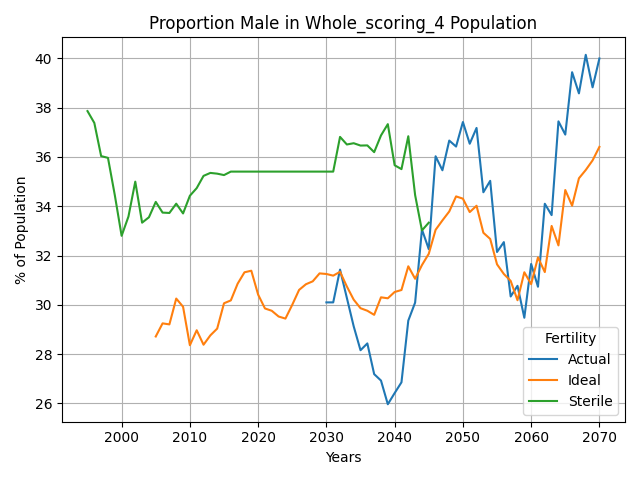 Proportion Male in Whole_scoring_4 Population
% of Population
40
38
36
34
32
30
28
26
2000 2010 2020 2030 2040 2050 2060 2070
Years
Fertility
Actual
Ideal
Sterile